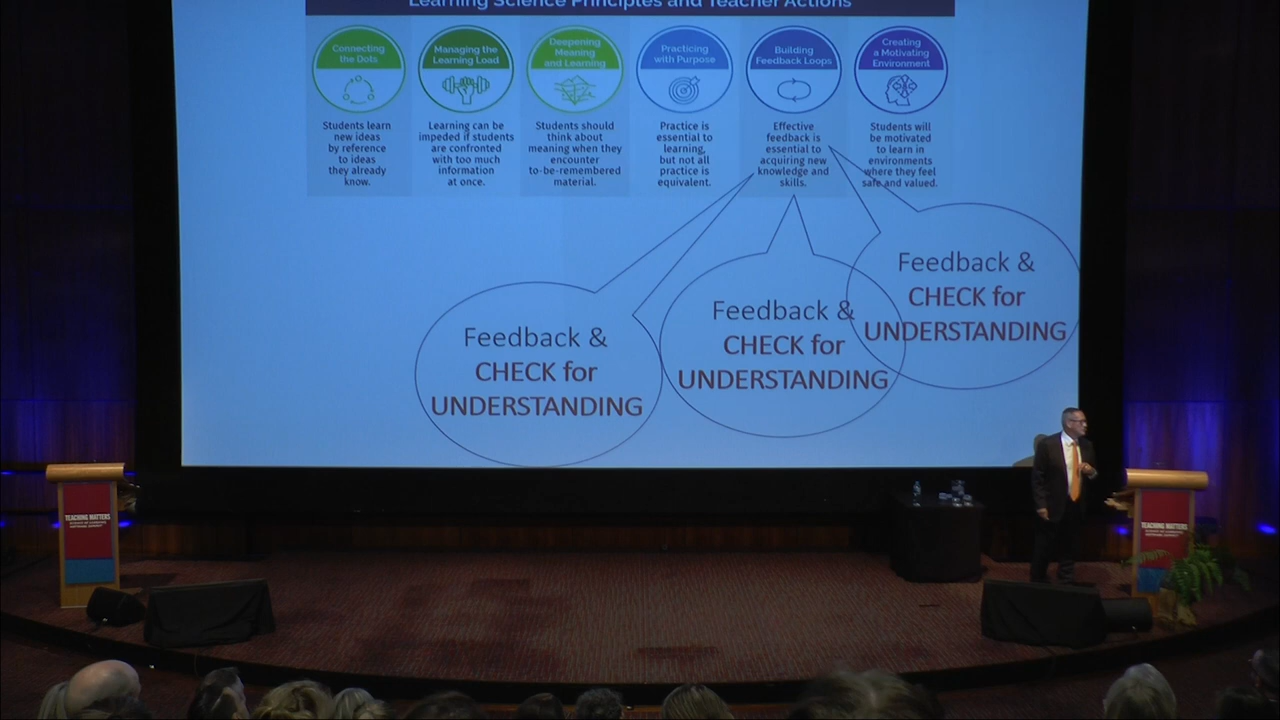 Learning Science Principles and Teacher Actions
Connecting
the Dots
Students learn
new ideas
by reference
to ideas
they already
know.
Managing the
Learning Load
Learning can be
impeded if students
are confronted
with too much
information
at once.
Deepening
Meaning
and Learning
Students should
think about
meaning when they
encounter
to-be-remembered
material.
Practicing
with Purpose
Practice is
essential to
learning,
but not all
practice is
equivalent.
Building
Feedback Loops
Effective
feedback is
essential to
acquiring new
knowledge and
skills.
Creating
a Motivating
Environment
Students will
be motivated
to learn in
environments
where they feel
safe and valued.
Feedback &
CHECK for
UNDERSTANDING
Feedback &
CHECK for
UNDERSTANDING
Feedback &
CHECK for
UNDERSTANDING
TEACHING MATTERS
TEACHING MATTERS